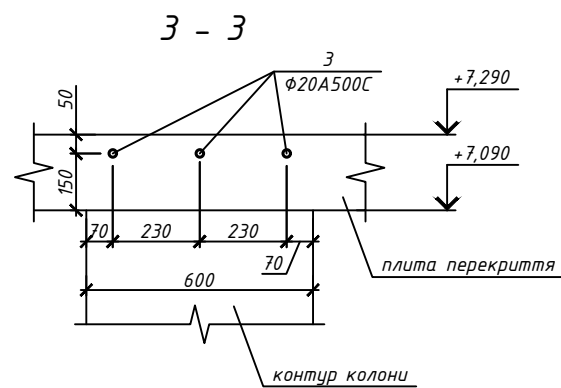 3 - 3
3
Ф20А500С
+7,290
50
+7,090
150
70
230
230
70
плита перекриття
600
контур колони